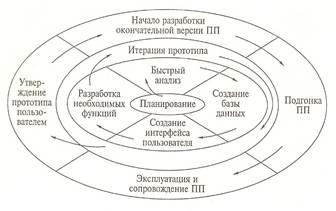 Начало разработки
окончательной версии ПП
Итерация прототипа
Быстрый
анализ
Утвер-
ждение
прототипа
пользо-
вателем
Разработка
необходимых
функций
Планирование
Создание
базы
данных
Подгонка
ПП
Создание
интерфейса
пользователя
Эксплуатация и
сопровождение ПП